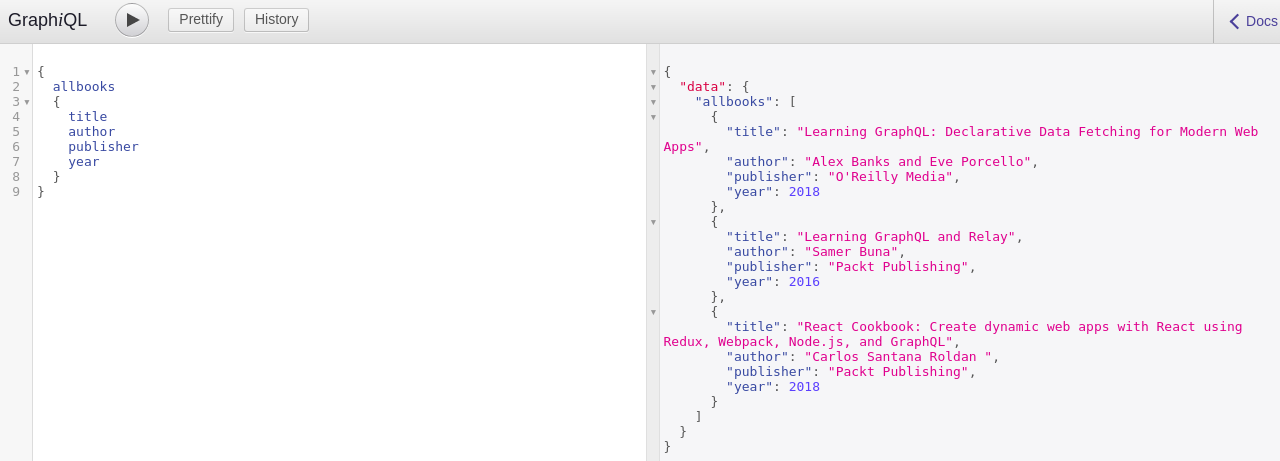 GraphiQL Prettify History Docs
1 {
2 allbooks
3 {
4 title
5 author
6 publisher
7 year
8 }
9 }
{
"data": {
"allbooks": [
{
"title": "Learning GraphQL: Declarative Data Fetching for Modern Web
Apps",
"author": "Alex Banks and Eve Porcello",
"publisher": "O'Reilly Media",
"year": 2018
},
{
"title": "Learning GraphQL and Relay",
"author": "Samer Buna",
"publisher": "Packt Publishing",
"year": 2016
},
{
"title": "React Cookbook: Create dynamic web apps with React using
Redux, Webpack, Node.js, and GraphQL",
"author": "Carlos Santana Roldan ",
"publisher": "Packt Publishing",
"year": 2018
}
]
}
}